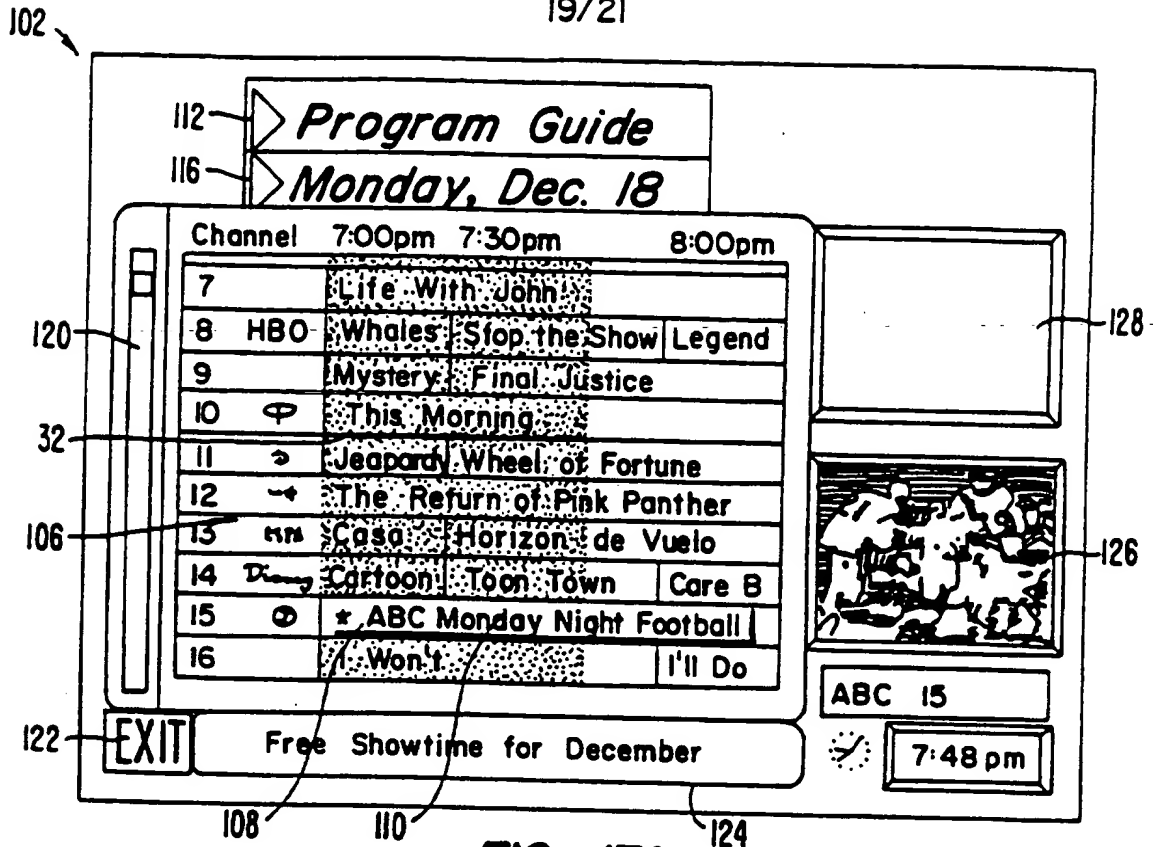 19/21
102
112
Program Guide
116
Monday, Dec. 18
Channel 7:00pm 7:30pm 8:00pm
7 Life With John
8 HBO Whales Stop the Show Legend
120
128
9 Mystery Final Justice
10 This Morning
32
11 Jeapardy Wheel of Fortune
12 The Return of Pink Panther
106
13 Casa Horizon de Vuelo
126
14 Disney Cartoon Toon Town Care B
15 * ABC Monday Night Football
16 I Won't I'll Do
ABC 15
122
EXIT Free Showtime for December
7:48pm
108 110 124